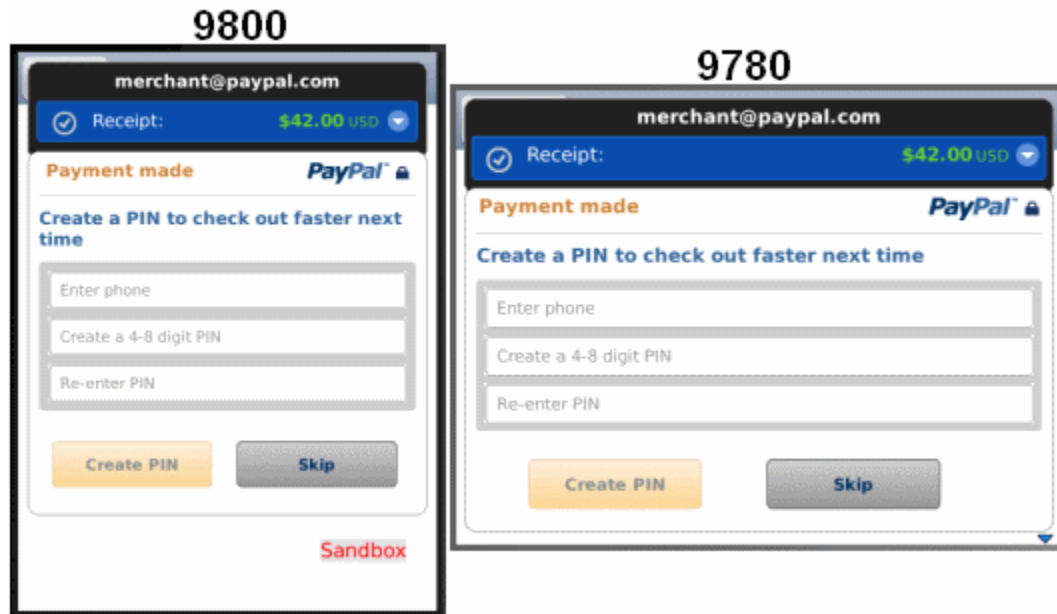 9800
merchant@paypal.com
Receipt: $42.00 USD
Payment made PayPal™
Create a PIN to check out faster next
time
Enter phone
Create a 4-8 digit PIN
Re-enter PIN
Create PIN Skip
Sandbox
9780
merchant@paypal.com
Receipt: $42.00 USD
Payment made PayPal™
Create a PIN to check out faster next time
Enter phone
Create a 4-8 digit PIN
Re-enter PIN
Create PIN Skip